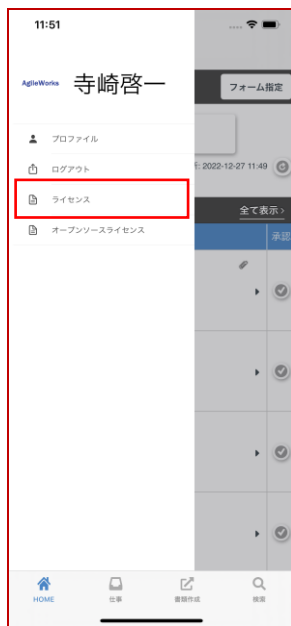 11:51
AgileWorks 寺崎啓一
フォーム指定
プロファイル
ログアウト
: 2022-12-27 11:49
ライセンス
全て表示>
オープンソースライセンス
承認
HOME 仕事 書類作成 検索